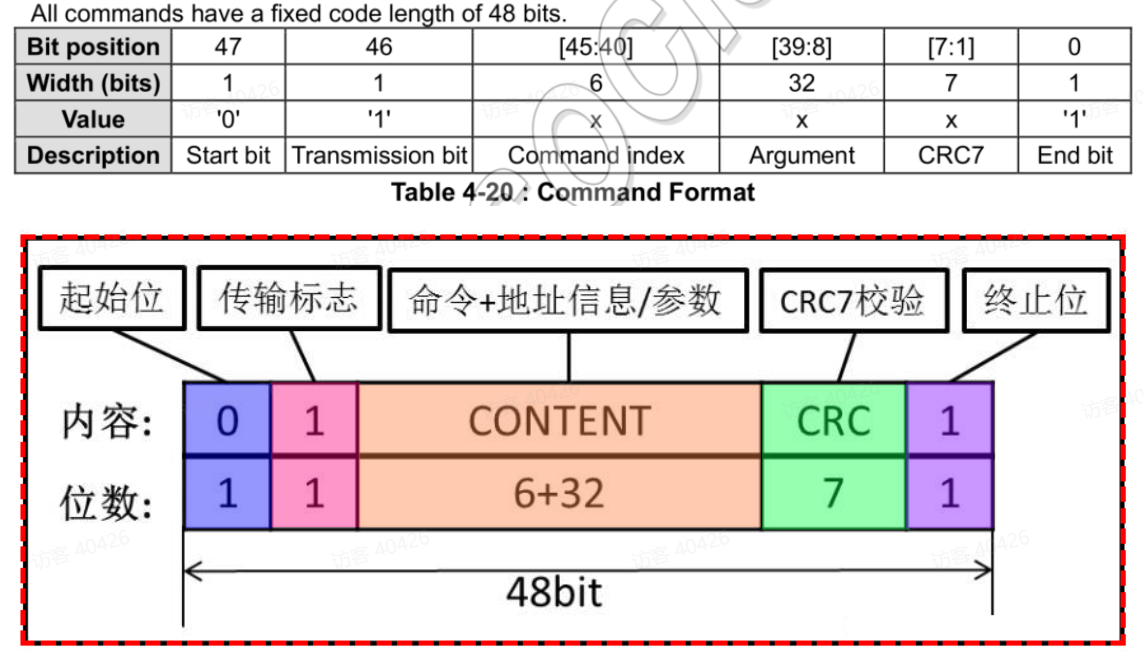 All commands have a fixed code length of 48 bits.
Bit position 47 46 [45:40] [39:8] [7:1] 0
Width (bits) 1 1 6 32 7 1
Value '0' '1' x x x '1'
Description Start bit Transmission bit Command index Argument CRC7 End bit
Table 4-20 : Command Format
起始位 传输标志 命令+地址信息/参数 CRC7校验 终止位
内容: 0 1 CONTENT CRC 1
位数: 1 1 6+32 7 1
48bit
访客 40426